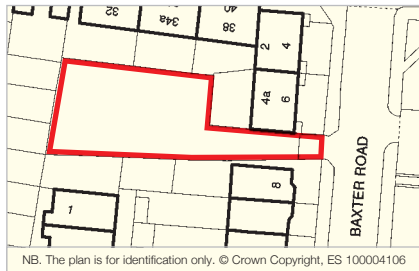 32
34a
40
38
2
4
4a
6
8
1
BAXTER ROAD
NB. The plan is for identification only. © Crown Copyright, ES 100004106